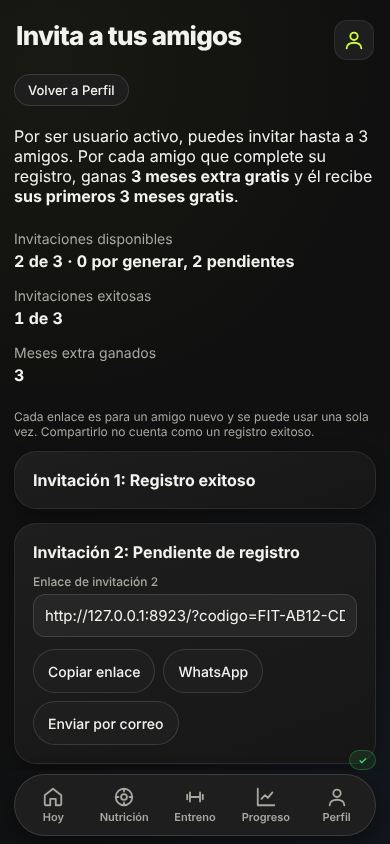 Invita a tus amigos
Volver a Perfil
Por ser usuario activo, puedes invitar hasta a 3
amigos. Por cada amigo que complete su
registro, ganas 3 meses extra gratis y él recibe
sus primeros 3 meses gratis.
Invitaciones disponibles
2 de 3 · 0 por generar, 2 pendientes
Invitaciones exitosas
1 de 3
Meses extra ganados
3
Cada enlace es para un amigo nuevo y se puede usar una sola
vez. Compartirlo no cuenta como un registro exitoso.
Invitación 1: Registro exitoso
Invitación 2: Pendiente de registro
Enlace de invitación 2
http://127.0.0.1:8923/?codigo=FIT-AB12-CD
Copiar enlace
WhatsApp
Enviar por correo
Hoy
Nutrición
Entreno
Progreso
Perfil